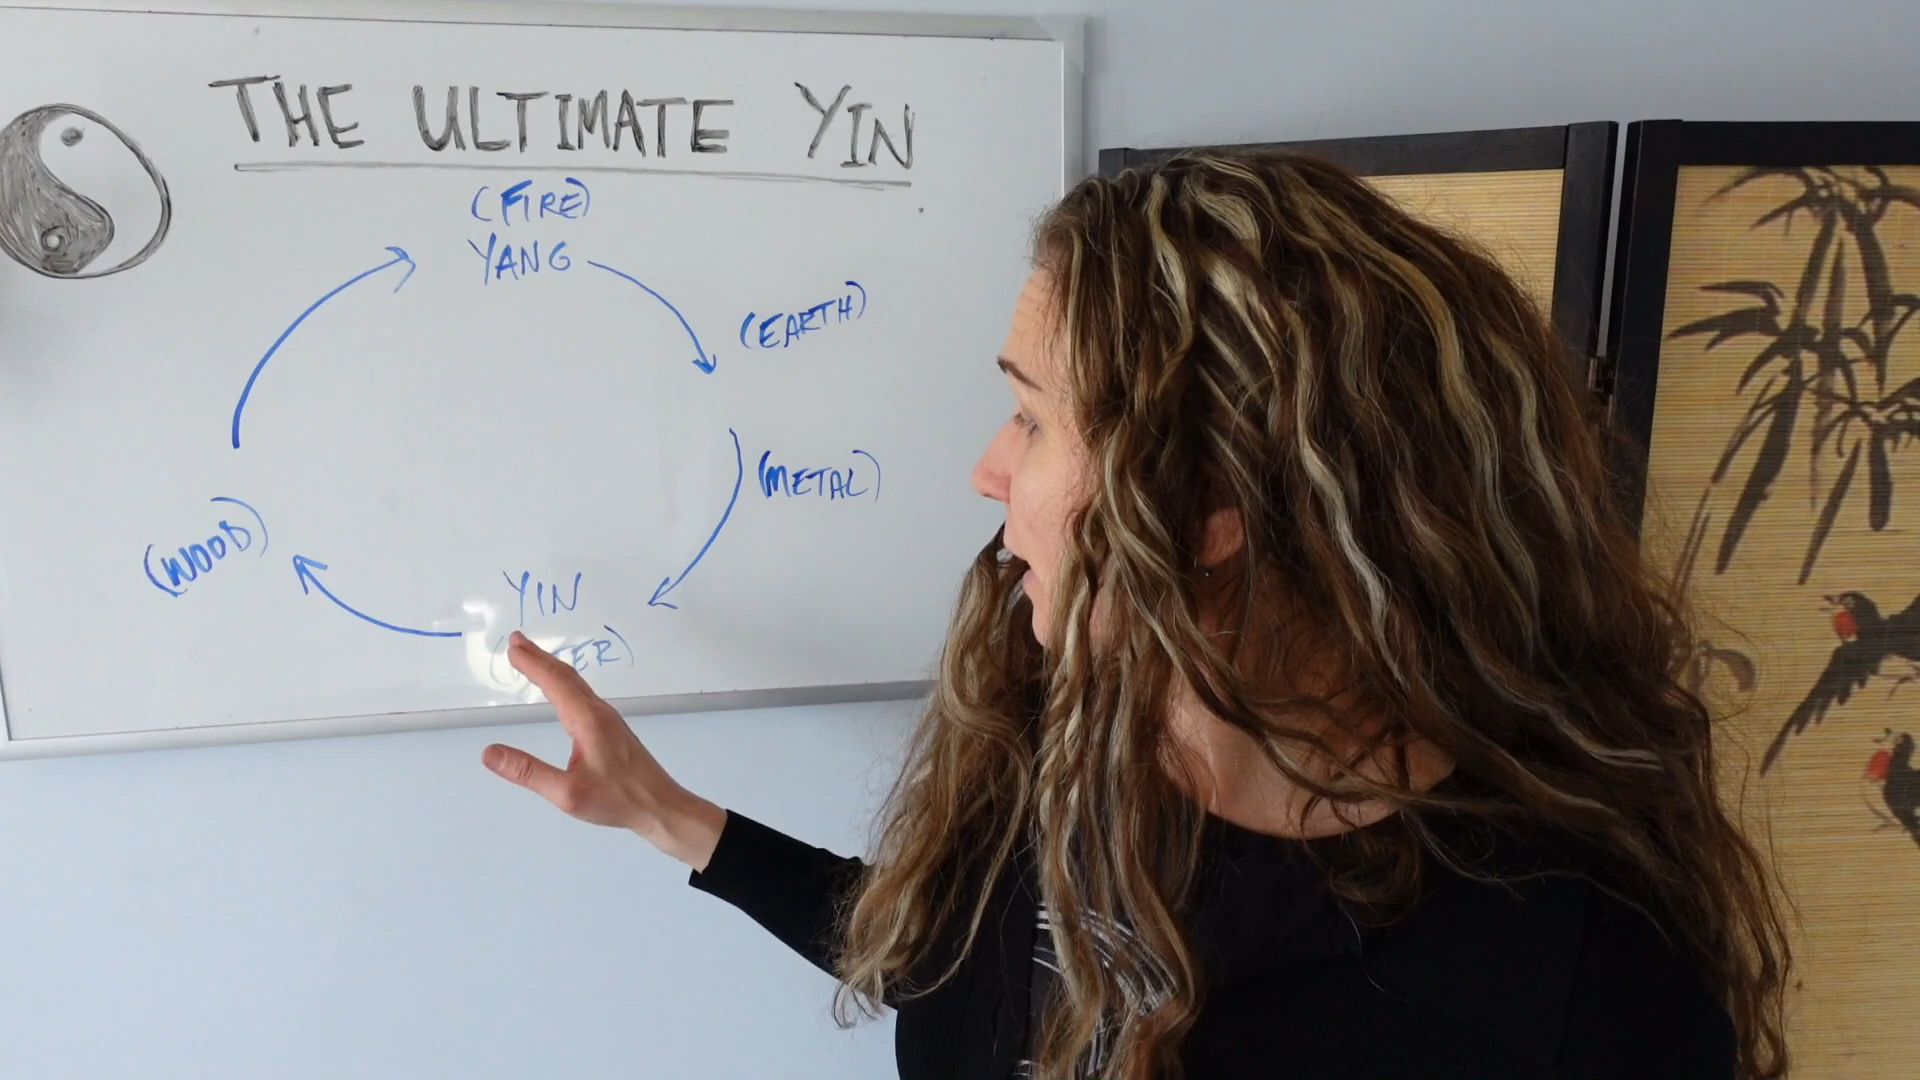 THE ULTIMATE YIN
(FIRE)
YANG
(EARTH)
(METAL)
(WOOD)
YIN